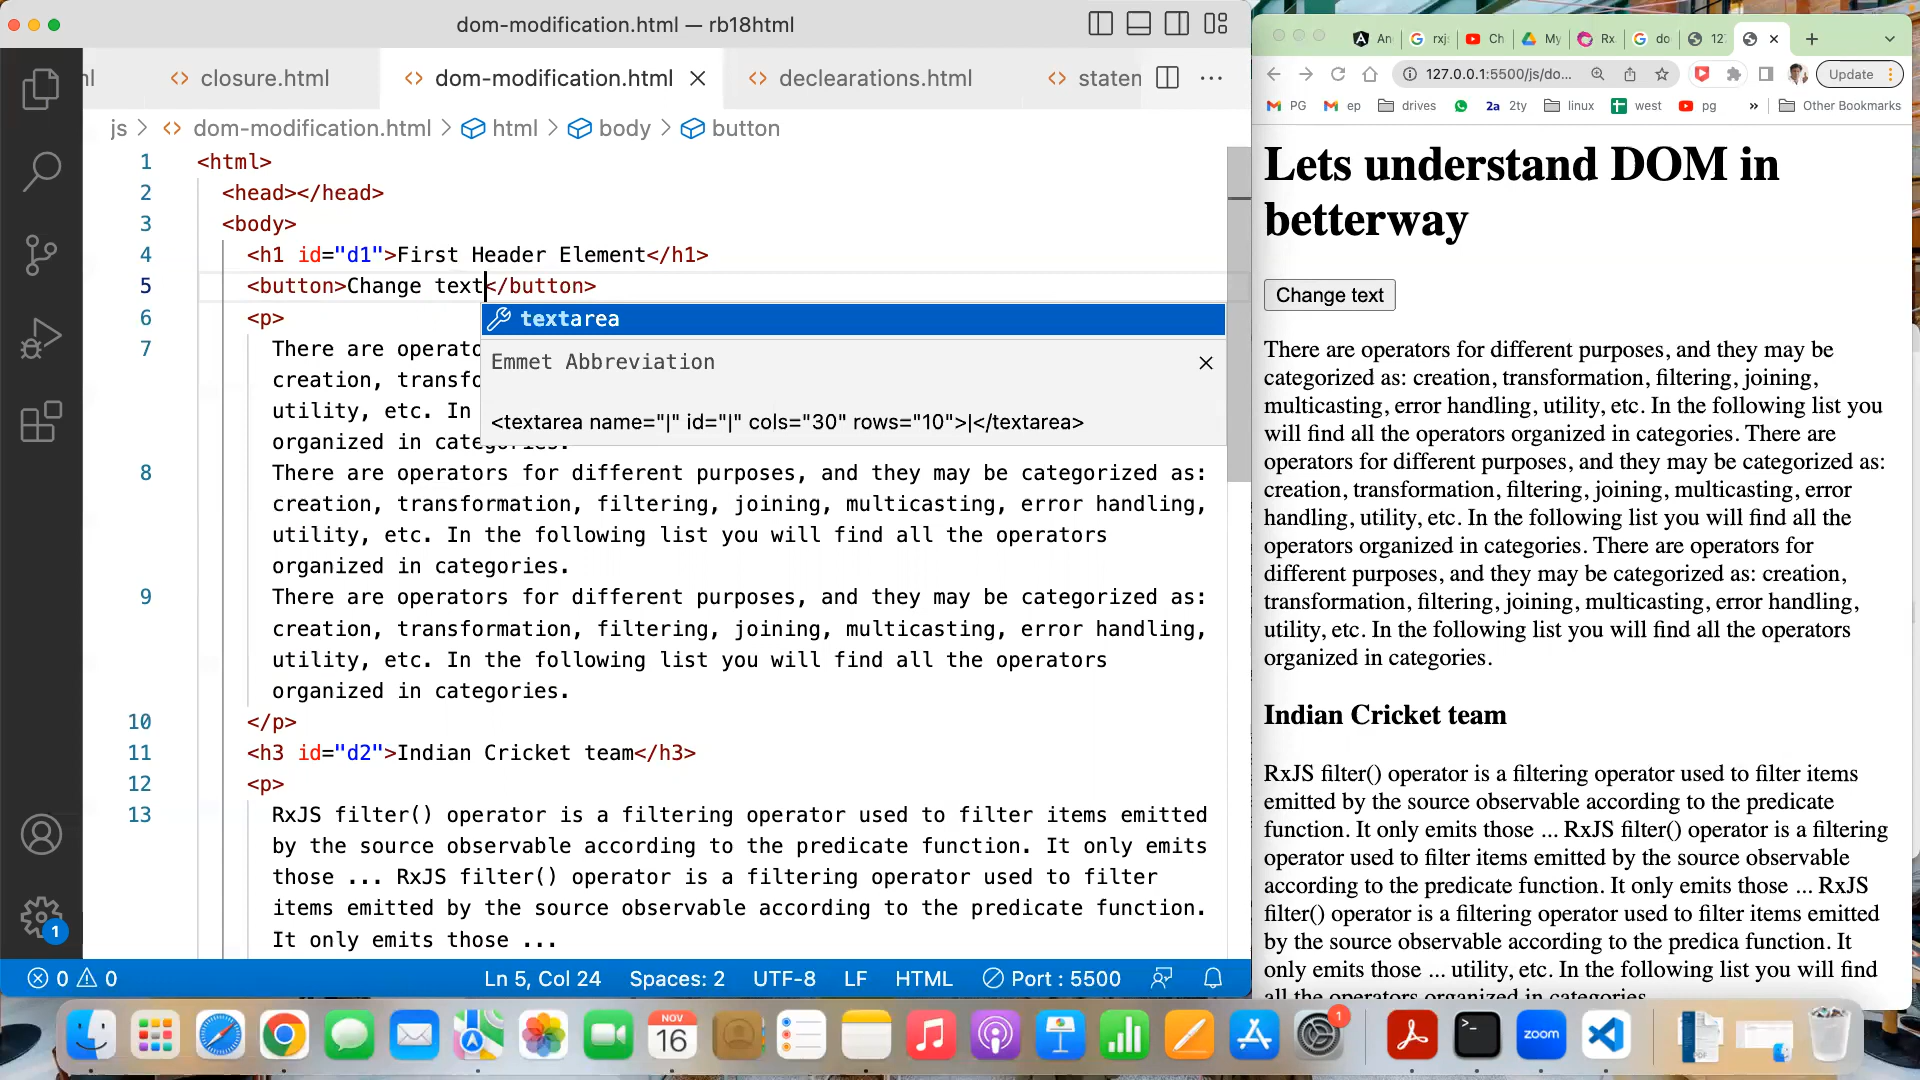 dom-modification.html — rb18html
nl
closure.html
dom-modification.html
declearations.html
staten
js > dom-modification.html > html > body > button
1 <html>
2 <head></head>
3 <body>
4 <h1 id="d1">First Header Element</h1>
5 <button>Change text</button>
6 <p>
textarea
7 There are operato
Emmet Abbreviation
creation, transfo
utility, etc. In
<textarea name="|" id="|" cols="30" rows="10">|</textarea>
organized in categories.
8 There are operators for different purposes, and they may be categorized as:
creation, transformation, filtering, joining, multicasting, error handling,
utility, etc. In the following list you will find all the operators
organized in categories.
9 There are operators for different purposes, and they may be categorized as:
creation, transformation, filtering, joining, multicasting, error handling,
utility, etc. In the following list you will find all the operators
organized in categories.
10 </p>
11 <h3 id="d2">Indian Cricket team</h3>
12 <p>
13 RxJS filter() operator is a filtering operator used to filter items emitted
by the source observable according to the predicate function. It only emits
those ... RxJS filter() operator is a filtering operator used to filter
items emitted by the source observable according to the predicate function.
It only emits those ...
1
0 0 Ln 5, Col 24 Spaces: 2 UTF-8 LF HTML Port : 5500
An rxj Ch My Rx do 12
127.0.0.1:5500/js/do... Update
PG ep drives 2a 2ty linux west pg » Other Bookmarks
Lets understand DOM in
betterway
Change text
There are operators for different purposes, and they may be
categorized as: creation, transformation, filtering, joining,
multicasting, error handling, utility, etc. In the following list you
will find all the operators organized in categories. There are
operators for different purposes, and they may be categorized as:
creation, transformation, filtering, joining, multicasting, error
handling, utility, etc. In the following list you will find all the
operators organized in categories. There are operators for
different purposes, and they may be categorized as: creation,
transformation, filtering, joining, multicasting, error handling,
utility, etc. In the following list you will find all the operators
organized in categories.
Indian Cricket team
RxJS filter() operator is a filtering operator used to filter items
emitted by the source observable according to the predicate
function. It only emits those ... RxJS filter() operator is a filtering
operator used to filter items emitted by the source observable
according to the predicate function. It only emits those ... RxJS
filter() operator is a filtering operator used to filter items emitted
by the source observable according to the predica function. It
only emits those ... utility, etc. In the following list you will find
all the operators organized in categories
NOV
16
1
zoom